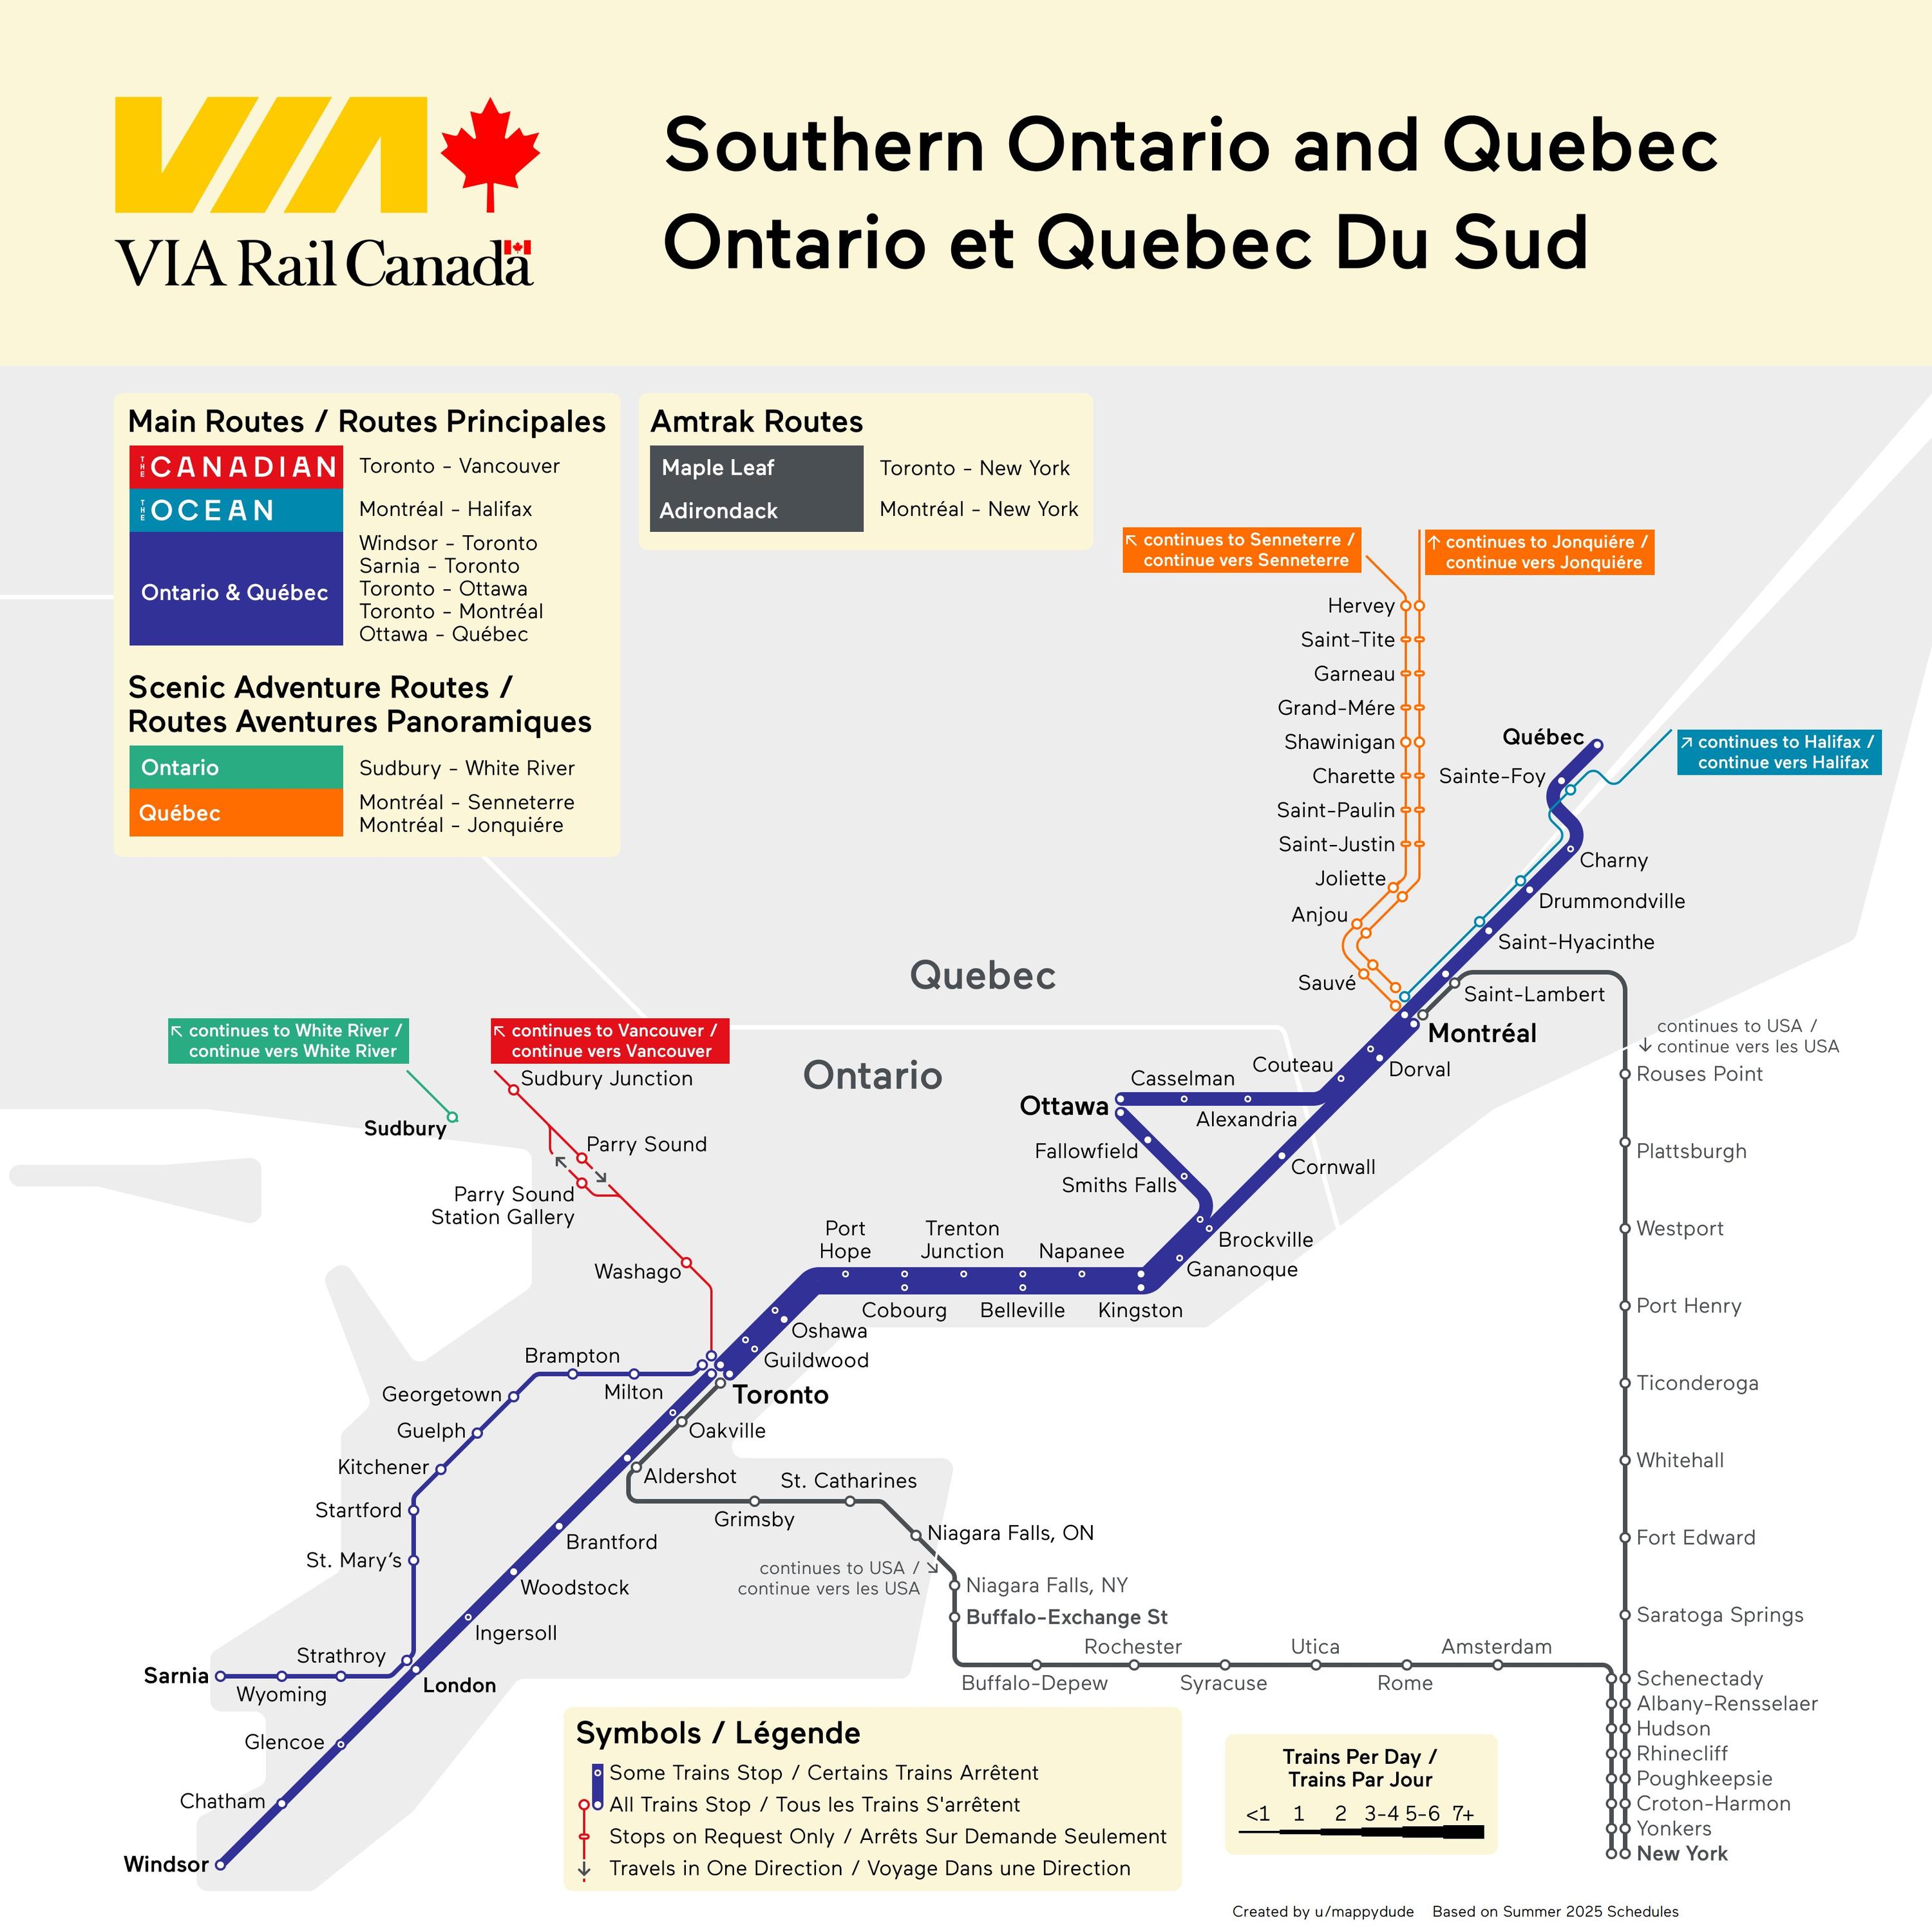 VIA Rail Canada
Southern Ontario and Quebec
Ontario et Quebec Du Sud
Main Routes / Routes Principales
THE CANADIAN
Toronto - Vancouver
THE OCEAN
Montréal - Halifax
Ontario & Québec
Windsor - Toronto
Sarnia - Toronto
Toronto - Ottawa
Toronto - Montréal
Ottawa - Québec
Scenic Adventure Routes /
Routes Aventures Panoramiques
Ontario
Sudbury - White River
Québec
Montréal - Senneterre
Montréal - Jonquiére
Amtrak Routes
Maple Leaf
Toronto - New York
Adirondack
Montréal - New York
↖ continues to Senneterre /
continue vers Senneterre
↑ continues to Jonquiére /
continue vers Jonquiére
Hervey
Saint-Tite
Garneau
Grand-Mére
Shawinigan
Charette
Saint-Paulin
Saint-Justin
Joliette
Anjou
Sauvé
↗ continues to Halifax /
continue vers Halifax
Québec
Sainte-Foy
Charny
Drummondville
Saint-Hyacinthe
Saint-Lambert
Montréal
Dorval
Couteau
Casselman
Alexandria
Ottawa
Fallowfield
Smiths Falls
Cornwall
Brockville
Gananoque
Quebec
Ontario
↖ continues to White River /
continue vers White River
Sudbury
↖ continues to Vancouver /
continue vers Vancouver
Sudbury Junction
Parry Sound
Parry Sound
Station Gallery
Washago
Port
Hope
Trenton
Junction
Napanee
Cobourg
Belleville
Kingston
Oshawa
Guildwood
Toronto
Brampton
Milton
Georgetown
Guelph
Kitchener
Startford
St. Mary's
Strathroy
Sarnia
Wyoming
London
Glencoe
Chatham
Windsor
Oakville
Aldershot
Brantford
Woodstock
Ingersoll
St. Catharines
Grimsby
Niagara Falls, ON
continues to USA / ↘
continue vers les USA
Niagara Falls, NY
Buffalo-Exchange St
Buffalo-Depew
Rochester
Syracuse
Utica
Rome
Amsterdam
continues to USA /
↓ continue vers les USA
Rouses Point
Plattsburgh
Westport
Port Henry
Ticonderoga
Whitehall
Fort Edward
Saratoga Springs
Schenectady
Albany-Rensselaer
Hudson
Rhinecliff
Poughkeepsie
Croton-Harmon
Yonkers
New York
Symbols / Légende
Some Trains Stop / Certains Trains Arrêtent
All Trains Stop / Tous les Trains S'arrêtent
Stops on Request Only / Arrêts Sur Demande Seulement
Travels in One Direction / Voyage Dans une Direction
Trains Per Day /
Trains Par Jour
<1 1 2 3-4 5-6 7+
Created by u/mappydude Based on Summer 2025 Schedules